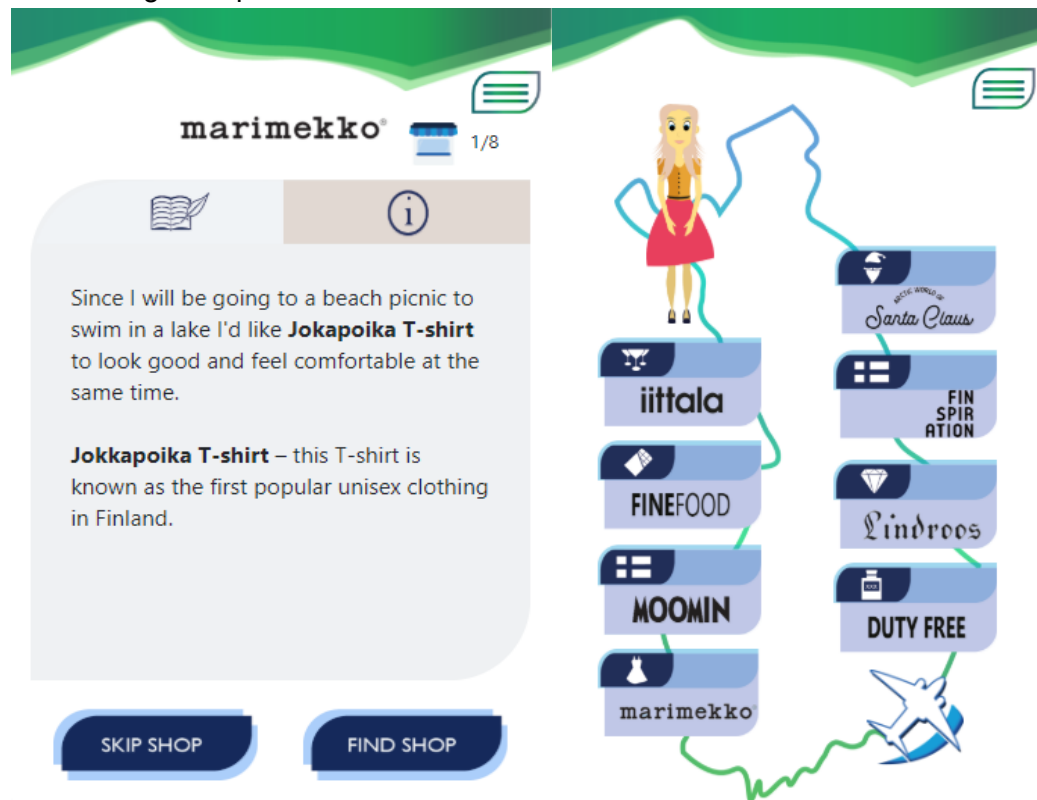 marimekko®
1/8
Since I will be going to a beach picnic to
swim in a lake I'd like Jokapoika T-shirt
to look good and feel comfortable at the
same time.
Jokkapoika T-shirt – this T-shirt is
known as the first popular unisex clothing
in Finland.
SKIP SHOP
FIND SHOP
ARCTIC WORLD OF
Santa Claus
iittala
FIN
SPIR
ATION
FINEFOOD
Lindroos
MOOMIN
DUTY FREE
marimekko®